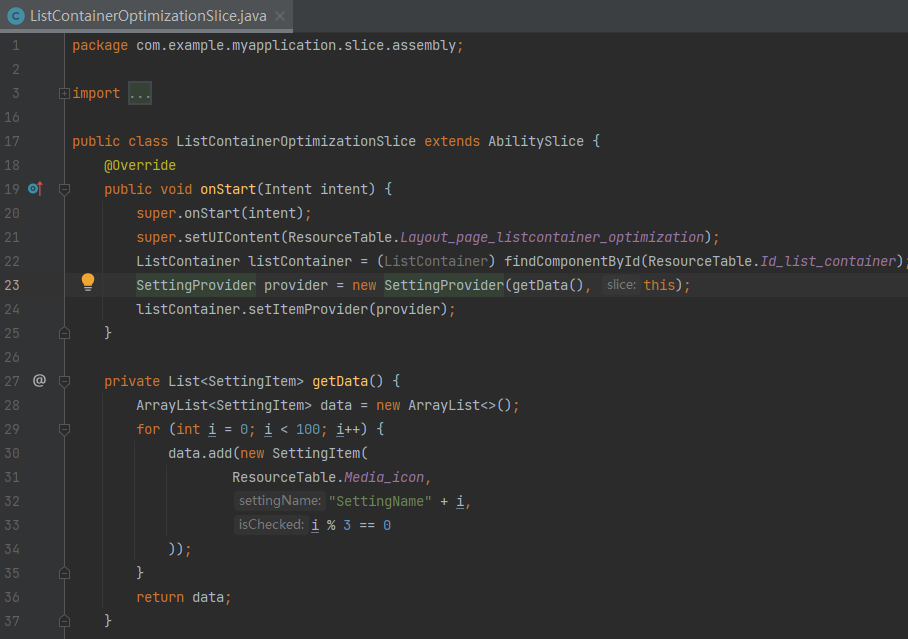 ListContainerOptimizationSlice.java
1 package com.example.myapplication.slice.assembly;
2
3 import ...
16
17 public class ListContainerOptimizationSlice extends AbilitySlice {
18 @Override
19 public void onStart(Intent intent) {
20 super.onStart(intent);
21 super.setUIContent(ResourceTable.Layout_page_listcontainer_optimization);
22 ListContainer listContainer = (ListContainer) findComponentById(ResourceTable.Id_list_container);
23 SettingProvider provider = new SettingProvider(getData(), slice: this);
24 listContainer.setItemProvider(provider);
25 }
26
27 @ private List<SettingItem> getData() {
28 ArrayList<SettingItem> data = new ArrayList<>();
29 for (int i = 0; i < 100; i++) {
30 data.add(new SettingItem(
31 ResourceTable.Media_icon,
32 settingName: "SettingName" + i,
33 isChecked: i % 3 == 0
34 ));
35 }
36 return data;
37 }